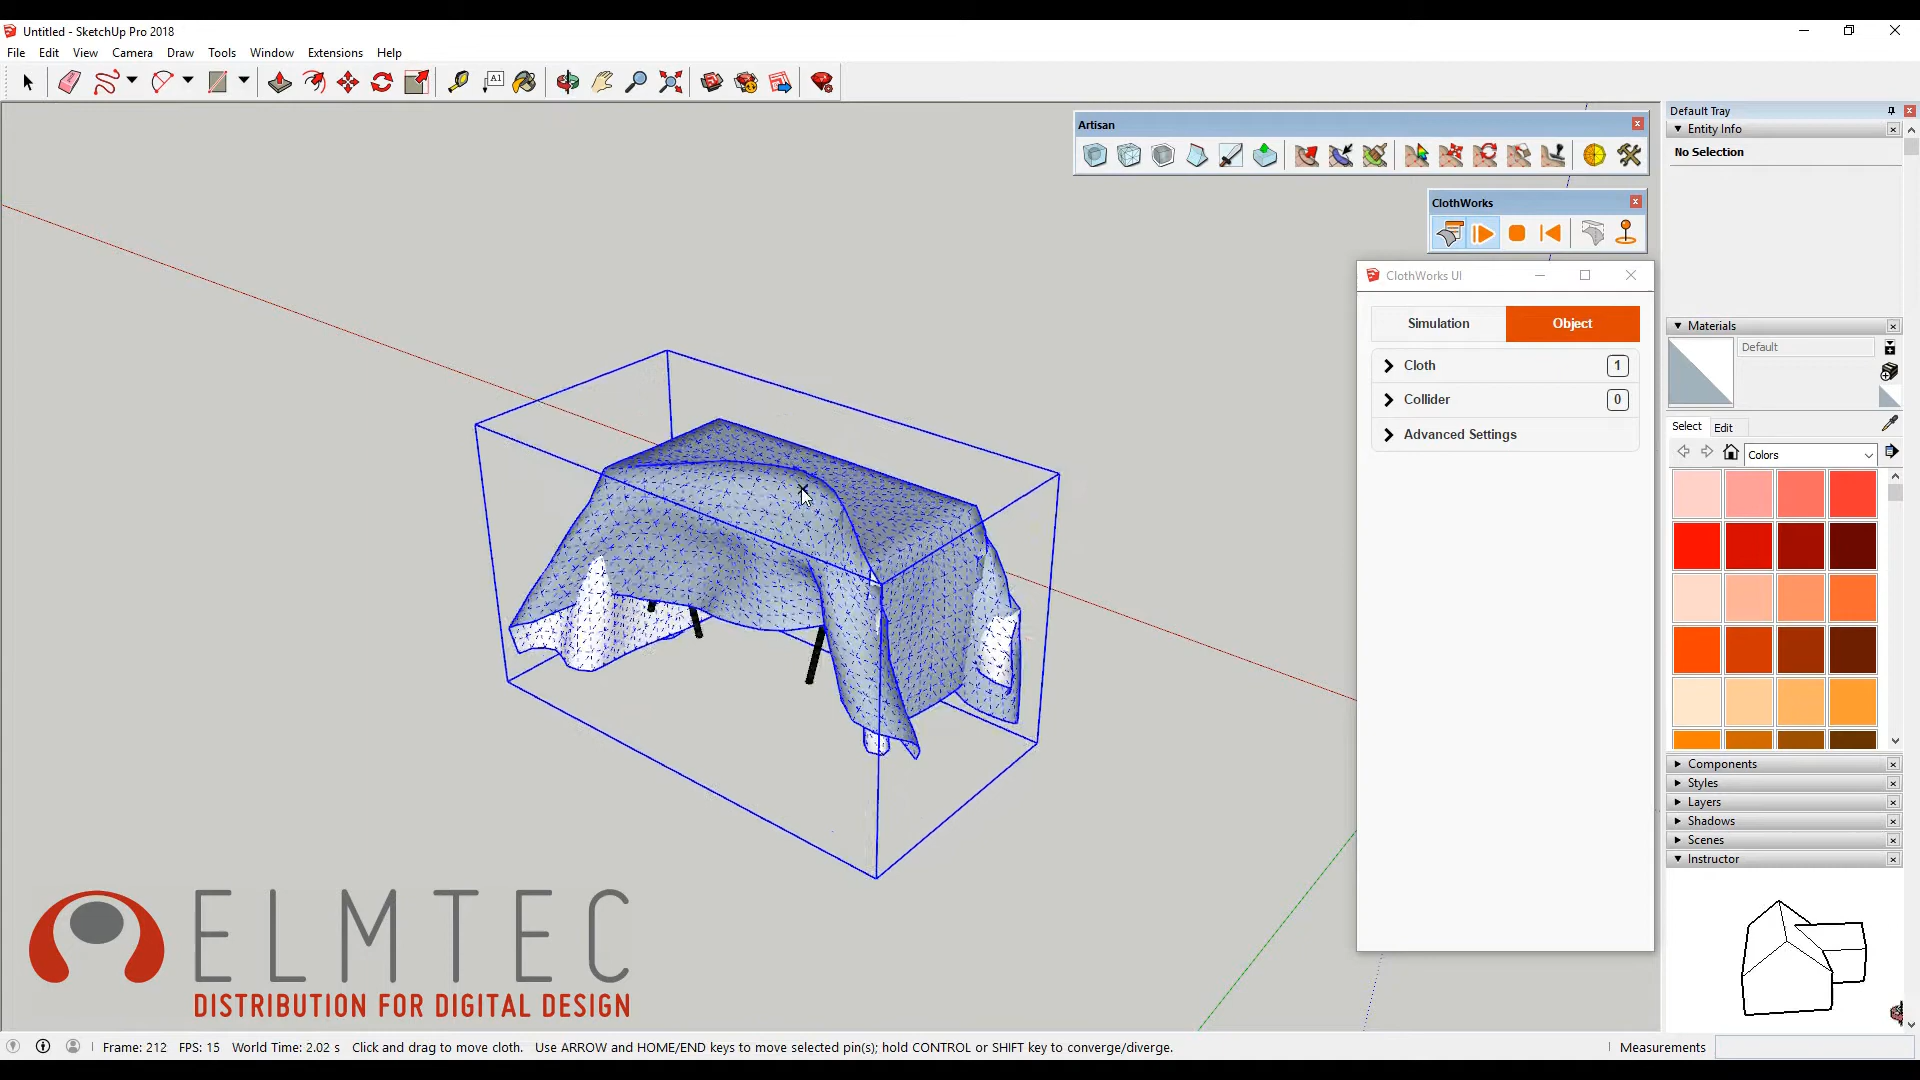 Untitled - SketchUp Pro 2018
File Edit View Camera Draw Tools Window Extensions Help
A1
Artisan
ClothWorks
ClothWorks UI
Simulation Object
Cloth 1
Collider 0
Advanced Settings
Default Tray
Entity Info
No Selection
Materials
Default
Select Edit
Colors
Components
Styles
Layers
Shadows
Scenes
Instructor
ELMTEC
DISTRIBUTION FOR DIGITAL DESIGN
Frame: 212 FPS: 15 World Time: 2.02 s Click and drag to move cloth. Use ARROW and HOME/END keys to move selected pin(s); hold CONTROL or SHIFT key to converge/diverge.
Measurements